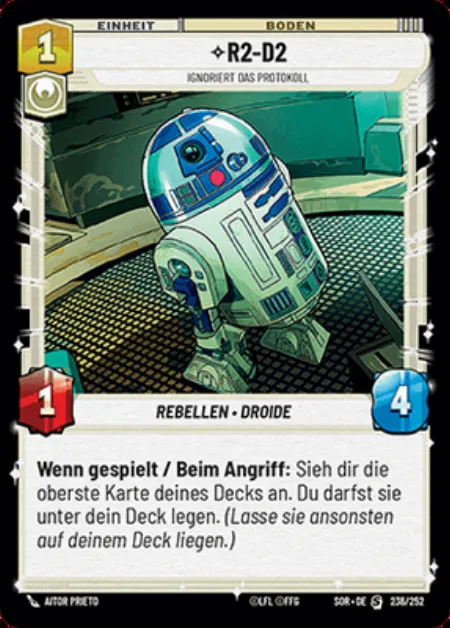 EINHEIT BODEN
1
✧R2-D2
IGNORIERT DAS PROTOKOLL
1
REBELLEN • DROIDE
4
Wenn gespielt / Beim Angriff: Sieh dir die
oberste Karte deines Decks an. Du darfst sie
unter dein Deck legen. (Lasse sie ansonsten
auf deinem Deck liegen.)
AITOR PRIETO ©LFL ©FFG SOR • DE S 236/252